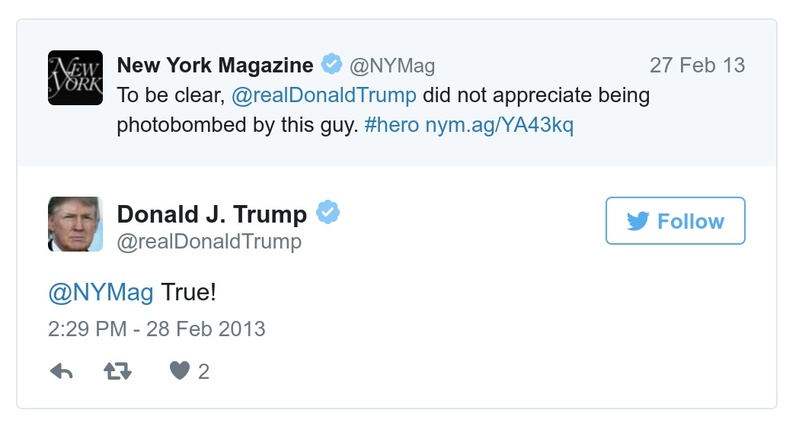 NEW YORK
New York Magazine @NYMag 27 Feb 13
To be clear, @realDonaldTrump did not appreciate being
photobombed by this guy. #hero nym.ag/YA43kq
Donald J. Trump
@realDonaldTrump
Follow
@NYMag True!
2:29 PM - 28 Feb 2013
2